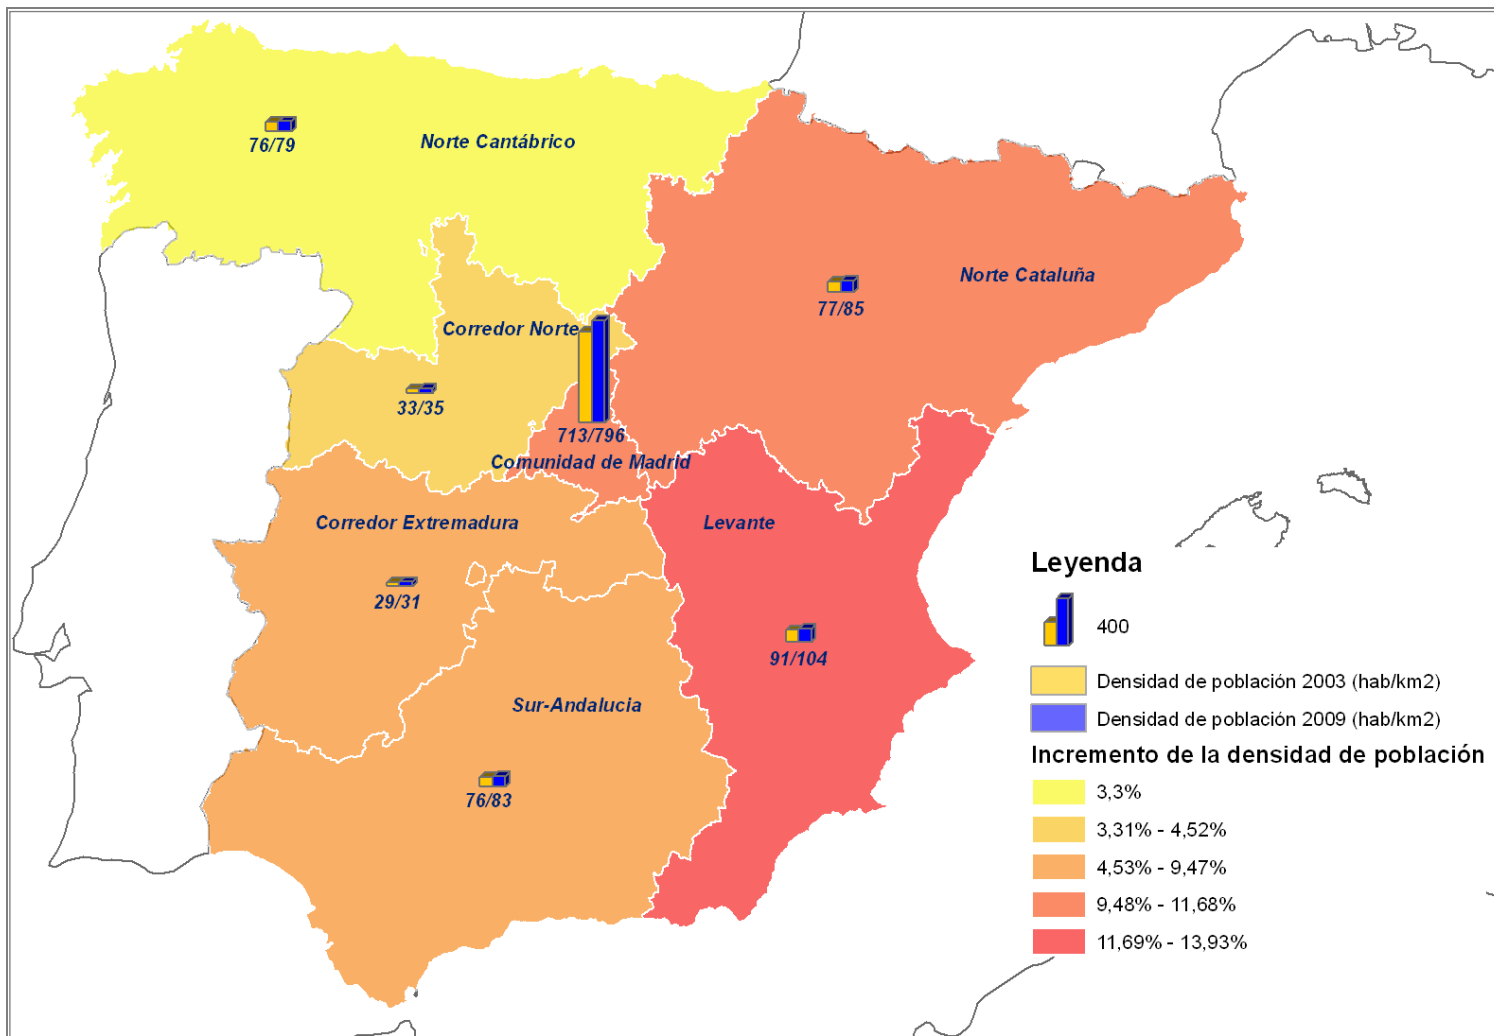 76/79
Norte Cantábrico
77/85
Norte Cataluña
Corredor Norte
33/35
713/796
Comunidad de Madrid
Corredor Extremadura
29/31
Levante
91/104
Sur-Andalucia
76/83
Leyenda
400
Densidad de población 2003 (hab/km2)
Densidad de población 2009 (hab/km2)
Incremento de la densidad de población
3,3%
3,31% - 4,52%
4,53% - 9,47%
9,48% - 11,68%
11,69% - 13,93%